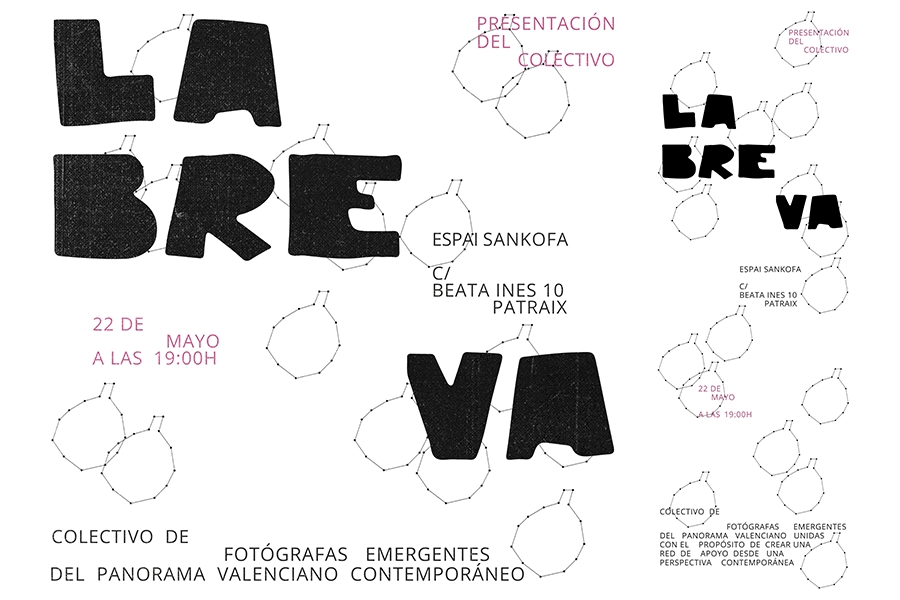 PRESENTACIÓN
DEL
COLECTIVO
LA
BRE
VA
ESPAI SANKOFA
C/
BEATA INES 10
PATRAIX
22 DE
MAYO
A LAS 19:00H
COLECTIVO DE
FOTÓGRAFAS EMERGENTES
DEL PANORAMA VALENCIANO CONTEMPORÁNEO
PRESENTACIÓN
DEL
COLECTIVO
LA
BRE
VA
ESPAI SANKOFA
C/
BEATA INES 10
PATRAIX
22 DE
MAYO
A LAS 19:00H
COLECTIVO DE
FOTÓGRAFAS EMERGENTES
DEL PANORAMA VALENCIANO UNIDAS
CON EL PROPÓSITO DE CREAR UNA
RED DE APOYO DESDE UNA
PERSPECTIVA CONTEMPORÁNEA